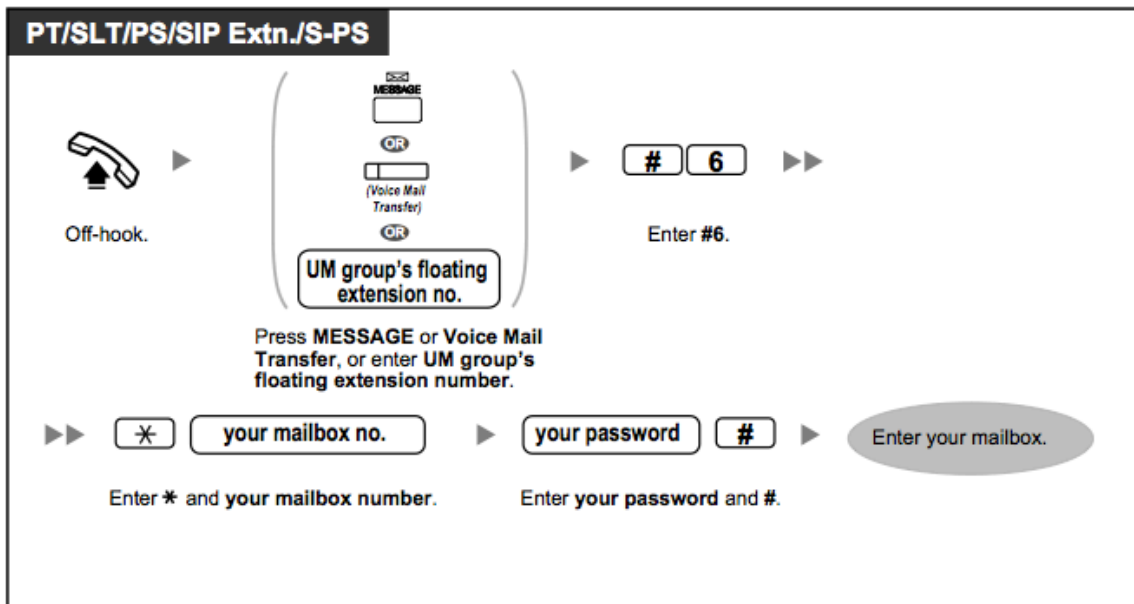 PT/SLT/PS/SIP Extn./S-PS
MESSAGE
OR
(Voice Mail
Transfer)
OR
UM group's floating
extension no.
# 6
Off-hook.
Enter #6.
Press MESSAGE or Voice Mail
Transfer, or enter UM group's
floating extension number.
* your mailbox no.
your password #
Enter your mailbox.
Enter * and your mailbox number.
Enter your password and #.